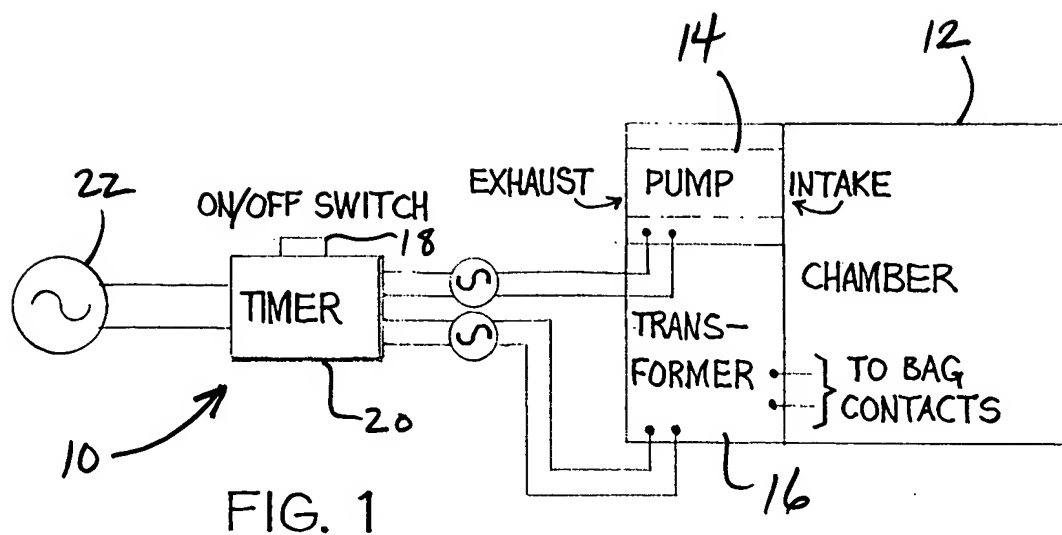 12
14
22
EXHAUST
PUMP
INTAKE
ON/OFF SWITCH
18
CHAMBER
TIMER
TRANS-
FORMER
TO BAG
CONTACTS
20
10
16
FIG. 1